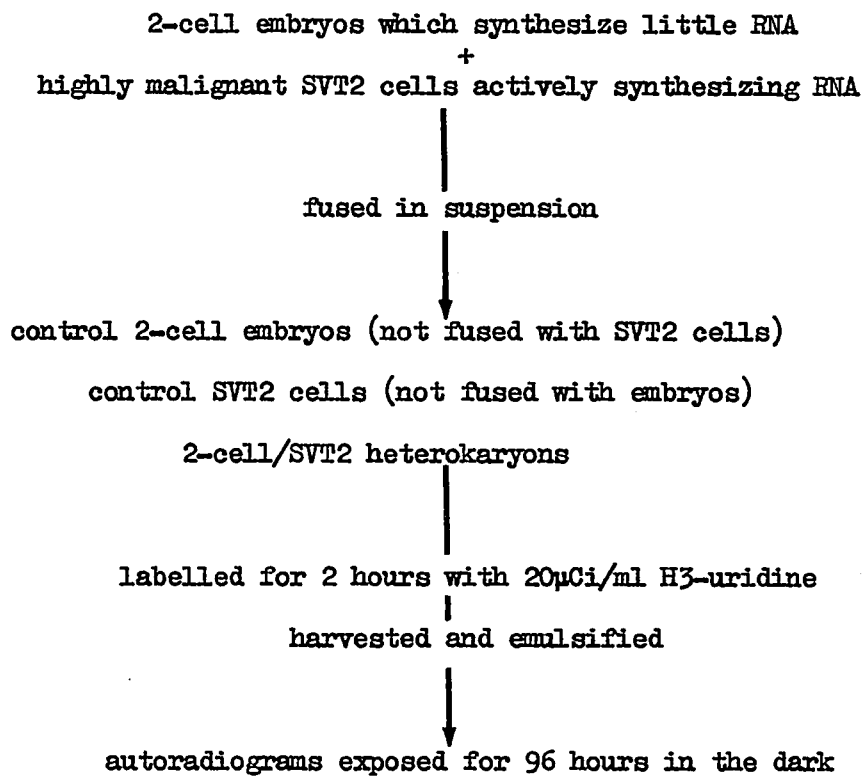 2-cell embryos which synthesize little RNA
+
highly malignant SVT2 cells actively synthesizing RNA
fused in suspension
control 2-cell embryos (not fused with SVT2 cells)
control SVT2 cells (not fused with embryos)
2-cell/SVT2 heterokaryons
labelled for 2 hours with 20µCi/ml H3-uridine
harvested and emulsified
autoradiograms exposed for 96 hours in the dark